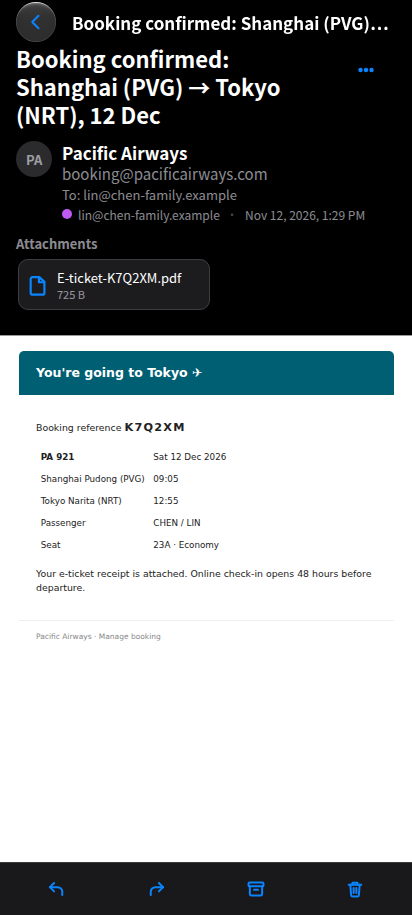 Booking confirmed: Shanghai (PVG)…
Booking confirmed:
Shanghai (PVG) → Tokyo
(NRT), 12 Dec
PA
Pacific Airways
booking@pacificairways.com
To: lin@chen-family.example
lin@chen-family.example • Nov 12, 2026, 1:29 PM
Attachments
E-ticket-K7Q2XM.pdf
725 B
You're going to Tokyo ✈
Booking reference K7Q2XM
PA 921 Sat 12 Dec 2026
Shanghai Pudong (PVG) 09:05
Tokyo Narita (NRT) 12:55
Passenger CHEN / LIN
Seat 23A · Economy
Your e-ticket receipt is attached. Online check-in opens 48 hours before
departure.
Pacific Airways · Manage booking